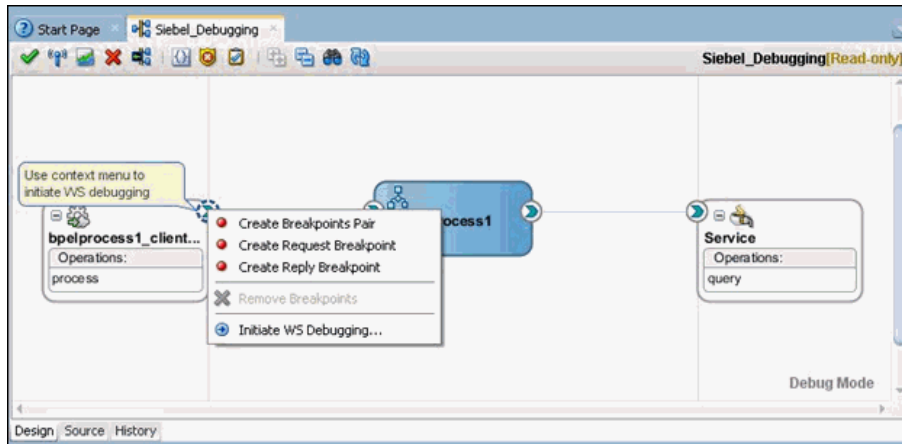 Start Page
Siebel_Debugging
Siebel_Debugging[Read-only]
Use context menu to
initiate WS debugging
bpelprocess1_client...
Operations:
process
ocess1
Create Breakpoints Pair
Create Request Breakpoint
Create Reply Breakpoint
Remove Breakpoints
Initiate WS Debugging...
Service
Operations:
query
Debug Mode
Design Source History